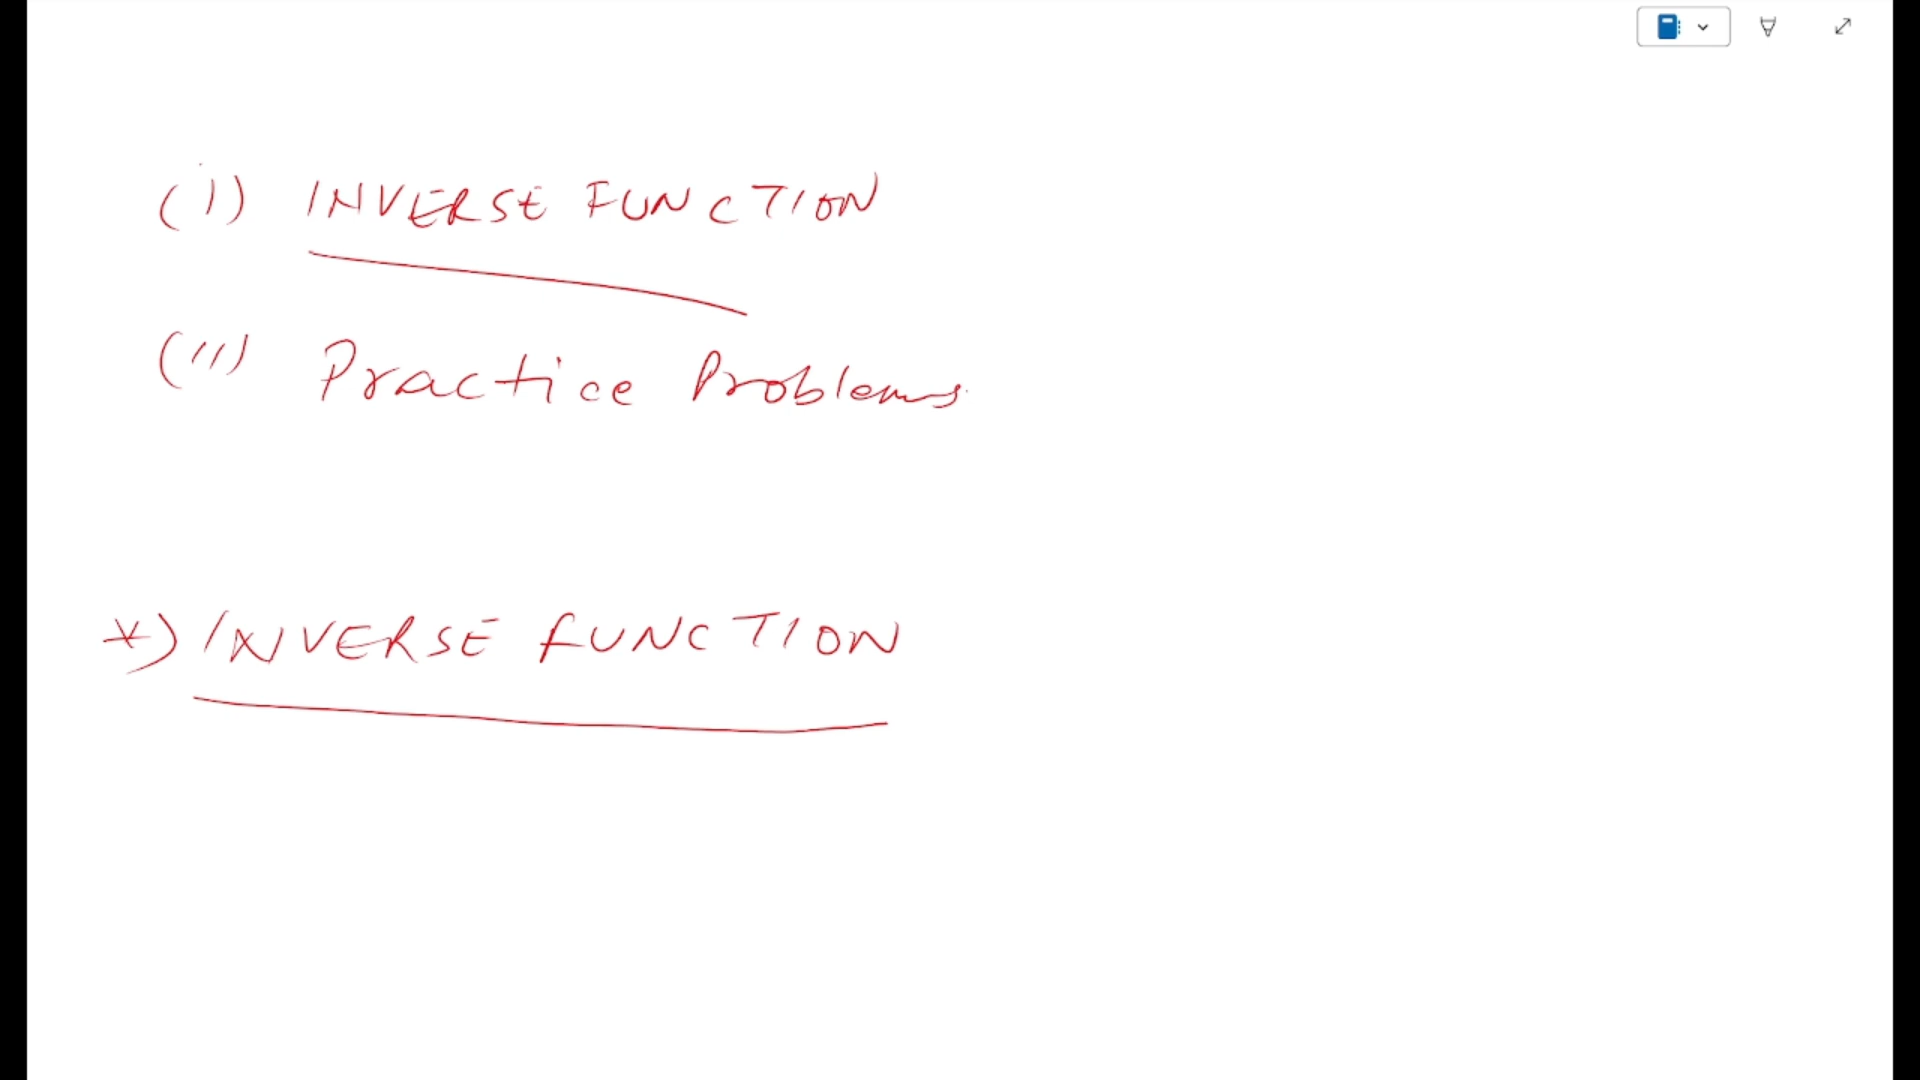 (i) INVERSE FUNCTION
(ii) Practice Problems
*) INVERSE FUNCTION